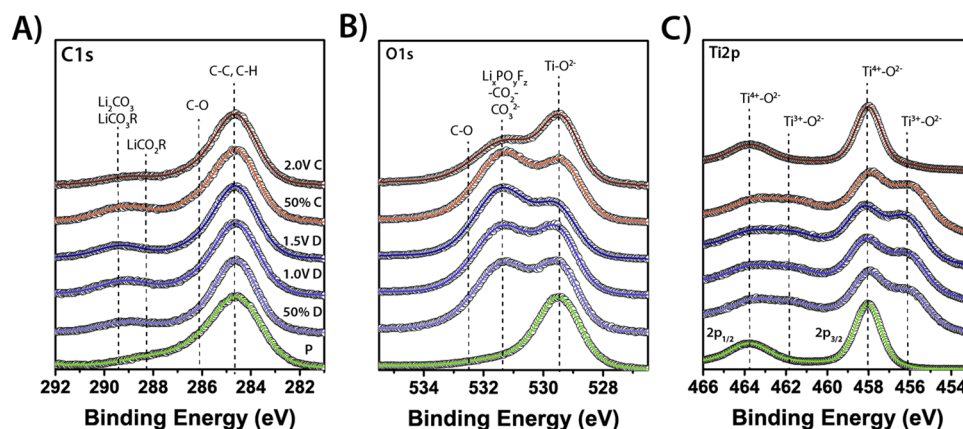 A)
C1s
C-C, C-H
Li₂CO₃
LiCO₃R
C-O
LiCO₂R
2.0V C
50% C
1.5V D
1.0V D
50% D
P
292 290 288 286 284 282
Binding Energy (eV)
B)
O1s
Ti-O²⁻
LiₓPOᵧF_z
-CO₂-
CO₃²⁻
C-O
534 532 530 528
Binding Energy (eV)
C)
Ti2p
Ti⁴⁺-O²⁻
Ti⁴⁺-O²⁻
Ti³⁺-O²⁻
Ti³⁺-O²⁻
2p₁/₂
2p₃/₂
466 464 462 460 458 456 454
Binding Energy (eV)